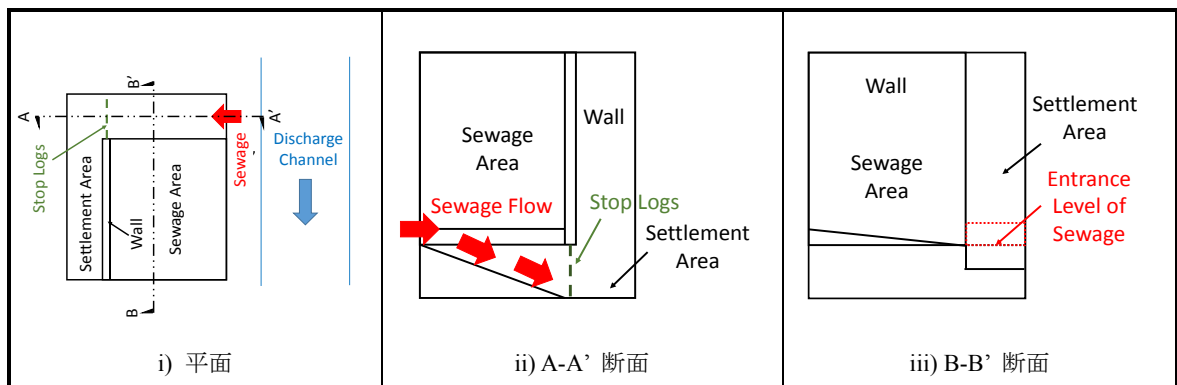 B'
A
A'
Stop Logs
Settlement Area
Wall
Sewage Area
Sewage
Discharge
Channel
B
i) 平面
Sewage
Area
Wall
Sewage Flow
Stop Logs
Settlement
Area
ii) A-A’ 断面
Wall
Sewage
Area
Settlement
Area
Entrance
Level of
Sewage
iii) B-B’ 断面